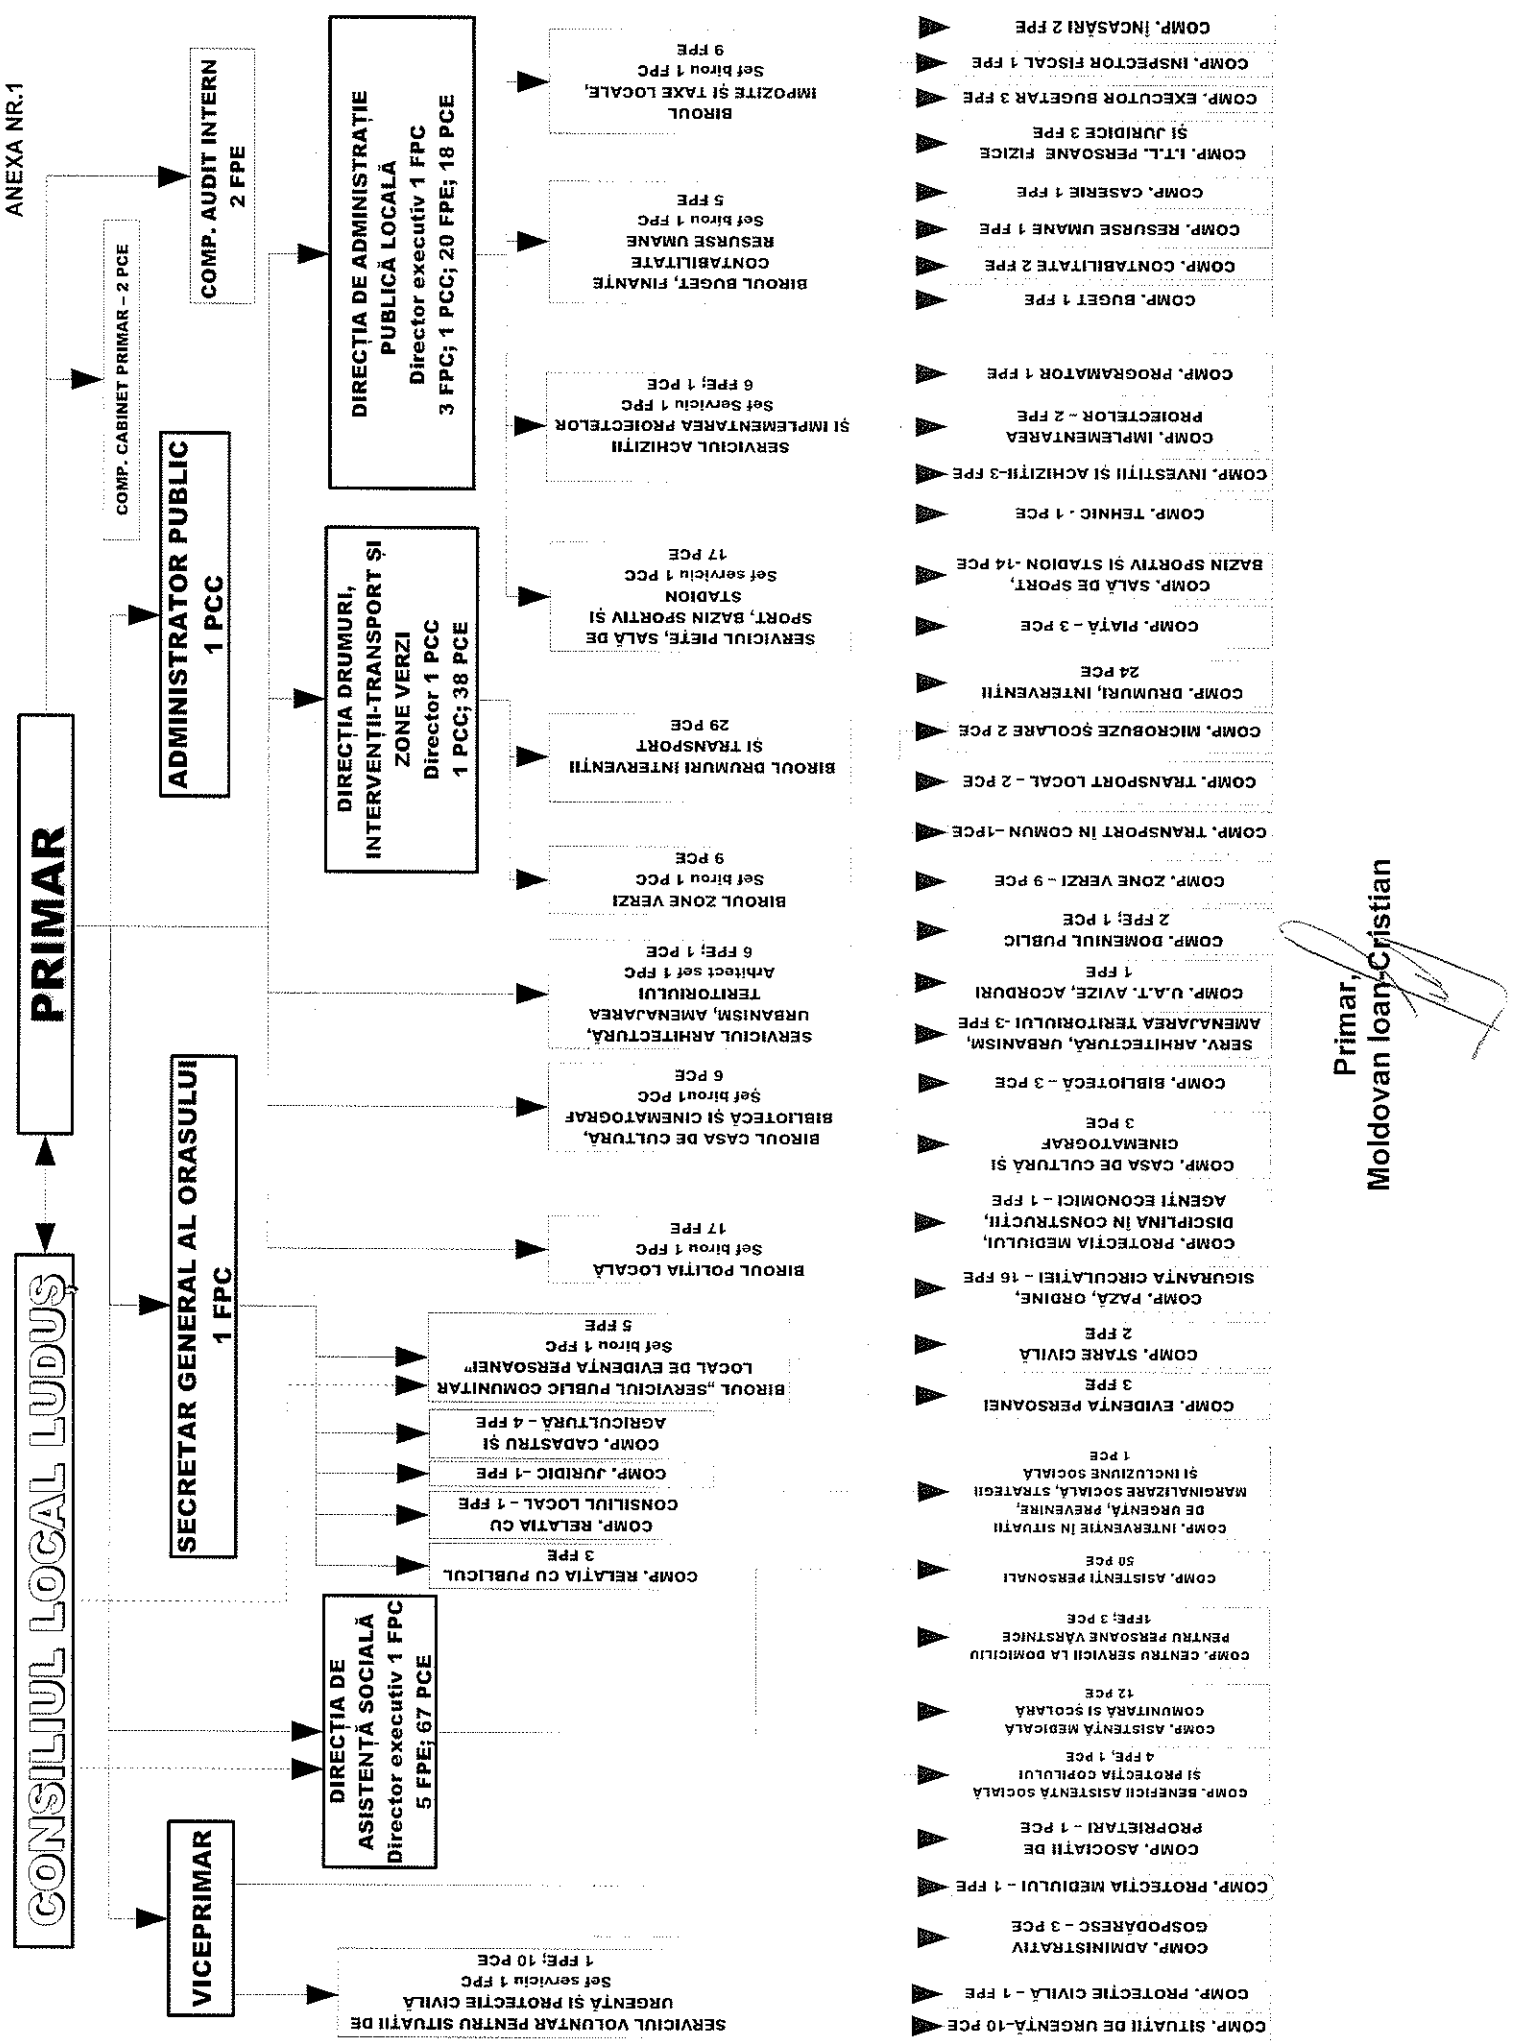 ANEXA NR.1
CONSILIUL LOCAL LUDUȘ
PRIMAR
COMP. CABINET PRIMAR – 2 PCE
COMP. AUDIT INTERN
2 FPE
VICEPRIMAR
SECRETAR GENERAL AL ORASULUI
1 FPC
ADMINISTRATOR PUBLIC
1 PCC
DIRECȚIA DE
ASISTENȚĂ SOCIALĂ
Director executiv 1 FPC
5 FPE; 67 PCE
DIRECȚIA DRUMURI,
INTERVENȚII-TRANSPORT ȘI
ZONE VERZI
Director 1 PCC
1 PCC; 38 PCE
DIRECȚIA DE ADMINISTRAȚIE
PUBLICĂ LOCALĂ
Director executiv 1 FPC
3 FPC; 1 PCC; 20 FPE; 18 PCE
SERVICIUL VOLUNTAR PENTRU SITUAȚII DE
URGENȚĂ ȘI PROTECȚIE CIVILĂ
Sef serviciu 1 FPC
1 FPE; 10 PCE
COMP. RELAȚIA CU PUBLICUL
3 FPE
COMP. RELATIA CU
CONSILIUL LOCAL – 1 FPE
COMP. JURIDIC -1 FPE
COMP. CADASTRU ȘI
AGRICULTURĂ – 4 FPE
BIROUL „SERVICIUL PUBLIC COMUNITAR
LOCAL DE EVIDENȚA PERSOANEI”
Sef birou 1 FPC
5 FPE
BIROUL POLIȚIA LOCALĂ
Sef birou 1 FPC
17 FPE
BIROUL CASA DE CULTURĂ,
BIBLIOTECĂ ȘI CINEMATOGRAF
Șef birou1 PCC
6 PCE
SERVICIUL ARHITECTURĂ,
URBANISM, AMENAJAREA
TERITORIULUI
Arhitect sef 1 FPC
6 FPE; 1 PCE
BIROUL ZONE VERZI
Sef birou 1 PCC
9 PCE
BIROUL DRUMURI INTERVENȚII
ȘI TRANSPORT
29 PCE
SERVICIUL PIEȚE, SALĂ DE
SPORT, BAZIN SPORTIV ȘI
STADION
Sef serviciu 1 PCC
17 PCE
SERVICIUL ACHIZIȚII
ȘI IMPLEMENTAREA PROIECTELOR
Sef Serviciu 1 FPC
6 FPE; 1 PCE
BIROUL BUGET, FINANȚE
CONTABILITATE
RESURSE UMANE
Sef birou 1 FPC
5 FPE
BIROUL
IMPOZITE ȘI TAXE LOCALE,
Sef birou 1 FPC
9 FPE
COMP. SITUAȚII DE URGENȚĂ-10 PCE
COMP. PROTECȚIE CIVILĂ – 1 FPE
COMP. ADMINISTRATIV
GOSPODĂRESC – 3 PCE
COMP. PROTECȚIA MEDIULUI – 1 FPE
COMP. ASOCIAȚII DE
PROPRIETARI – 1 PCE
COMP. BENEFICII ASISTENȚĂ SOCIALĂ
ȘI PROTECȚIA COPILULUI
4 FPE, 1 PCE
COMP. ASISTENȚĂ MEDICALĂ
COMUNITARĂ SI ȘCOLARĂ
12 PCE
COMP. CENTRU SERVICII LA DOMICILIU
PENTRU PERSOANE VÂRSTNICE
1FPE; 3 PCE
COMP. ASISTENȚI PERSONALI
50 PCE
COMP. INTERVENȚIE ÎN SITUAȚII
DE URGENȚĂ, PREVENIRE,
MARGINALIZARE SOCIALĂ, STRATEGII
ȘI INCLUZIUNE SOCIALĂ
1 PCE
COMP. EVIDENȚA PERSOANEI
3 FPE
COMP. STARE CIVILĂ
2 FPE
COMP. PAZĂ, ORDINE,
SIGURANȚA CIRCULAȚIEI – 16 FPE
COMP. PROTECȚIA MEDIULUI,
DISCIPLINA ÎN CONSTRUCȚII,
AGENȚI ECONOMICI – 1 FPE
COMP. CASA DE CULTURĂ ȘI
CINEMATOGRAF
3 PCE
COMP. BIBLIOTECĂ – 3 PCE
SERV. ARHITECTURĂ, URBANISM,
AMENAJAREA TERITORIULUI -3 FPE
COMP. U.A.T. AVIZE, ACORDURI
1 FPE
COMP. DOMENIUL PUBLIC
2 FPE; 1 PCE
COMP. ZONE VERZI – 9 PCE
COMP. TRANSPORT ÎN COMUN -1PCE
COMP. TRANSPORT LOCAL – 2 PCE
COMP. MICROBUZE ȘCOLARE 2 PCE
COMP. DRUMURI, INTERVENȚII
24 PCE
COMP. PIAȚĂ – 3 PCE
COMP. SALĂ DE SPORT,
BAZIN SPORTIV ȘI STADION -14 PCE
COMP. TEHNIC - 1 PCE
COMP. INVESTIȚII ȘI ACHIZIȚII-3 FPE
COMP. IMPLEMENTAREA
PROIECTELOR – 2 FPE
COMP. PROGRAMATOR 1 FPE
COMP. BUGET 1 FPE
COMP. CONTABILITATE 2 FPE
COMP. RESURSE UMANE 1 FPE
COMP. CASERIE 1 FPE
COMP. I.T.L. PERSOANE FIZICE
ȘI JURIDICE 3 FPE
COMP. EXECUTOR BUGETAR 3 FPE
COMP. INSPECTOR FISCAL 1 FPE
COMP. ÎNCASĂRI 2 FPE
Primar,
Moldovan Ioan-Cristian